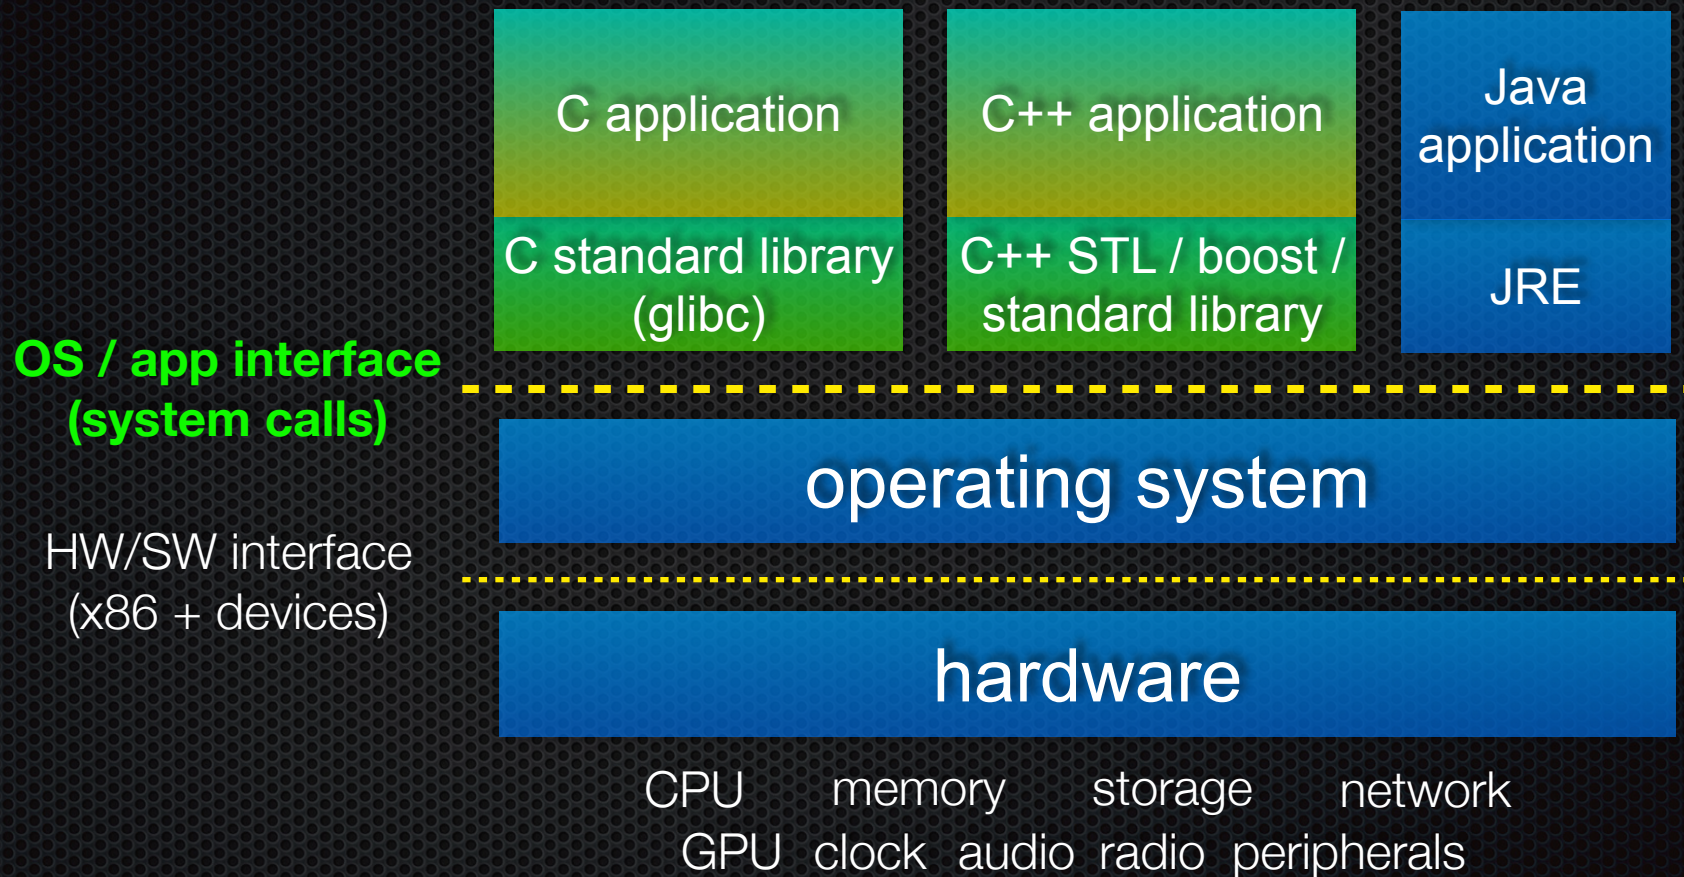 C application
C++ application
Java
application
C standard library
(glibc)
C++ STL / boost /
standard library
JRE
OS / app interface
(system calls)
operating system
HW/SW interface
(x86 + devices)
hardware
CPU memory storage network
GPU clock audio radio peripherals